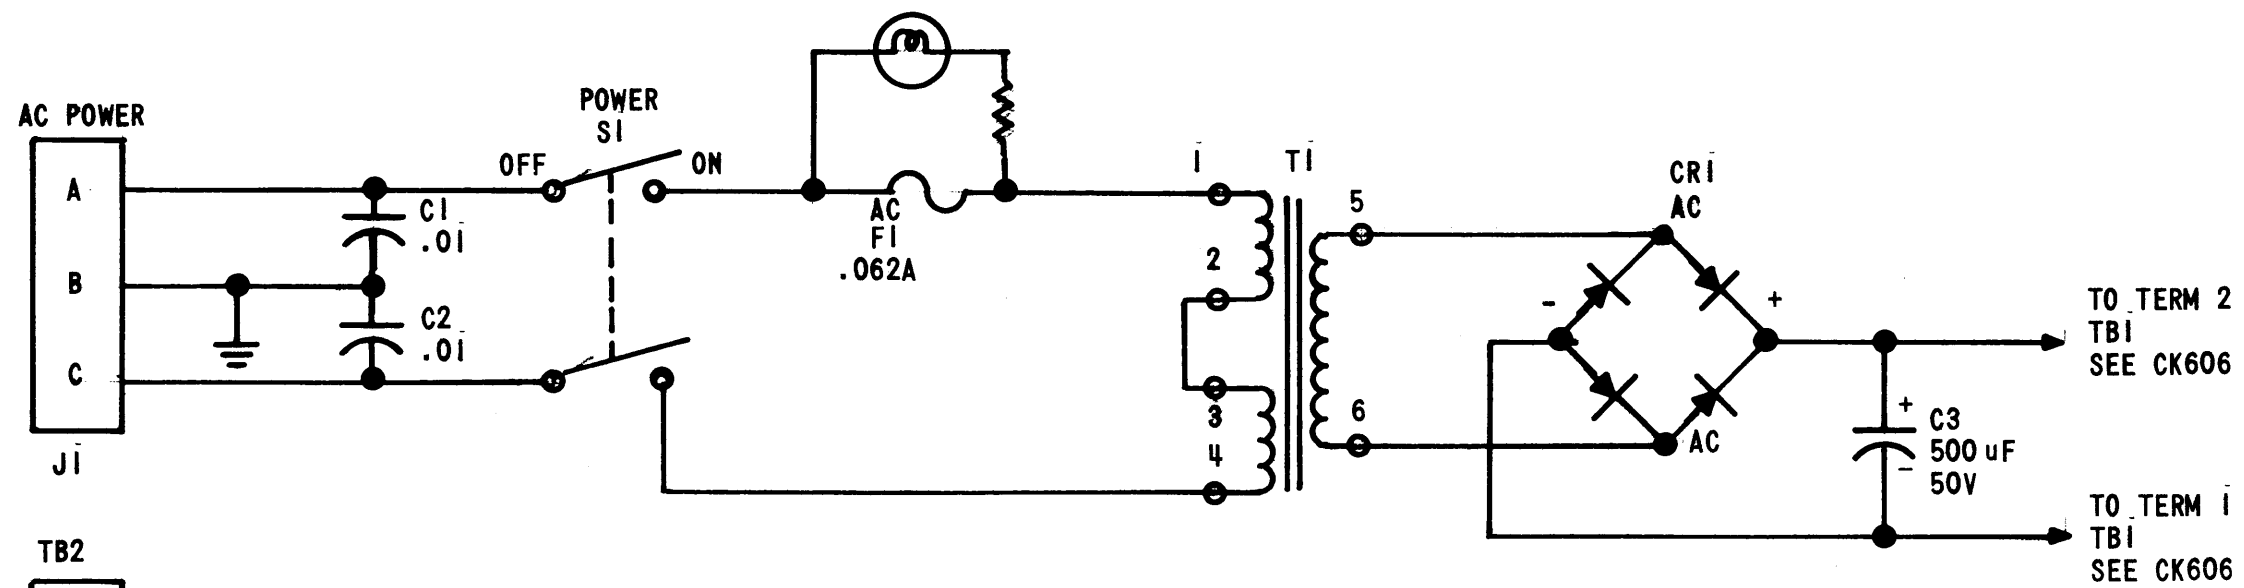 AC POWER
A
B
C
J1
TB2
C1
.01
C2
.01
POWER
S1
OFF
ON
AC
F1
.062A
1
T1
2
3
4
5
6
CR1
AC
-
+
AC
+
C3
500 uF
-
50V
TO TERM 2
TB1
SEE CK606
TO TERM 1
TB1
SEE CK606